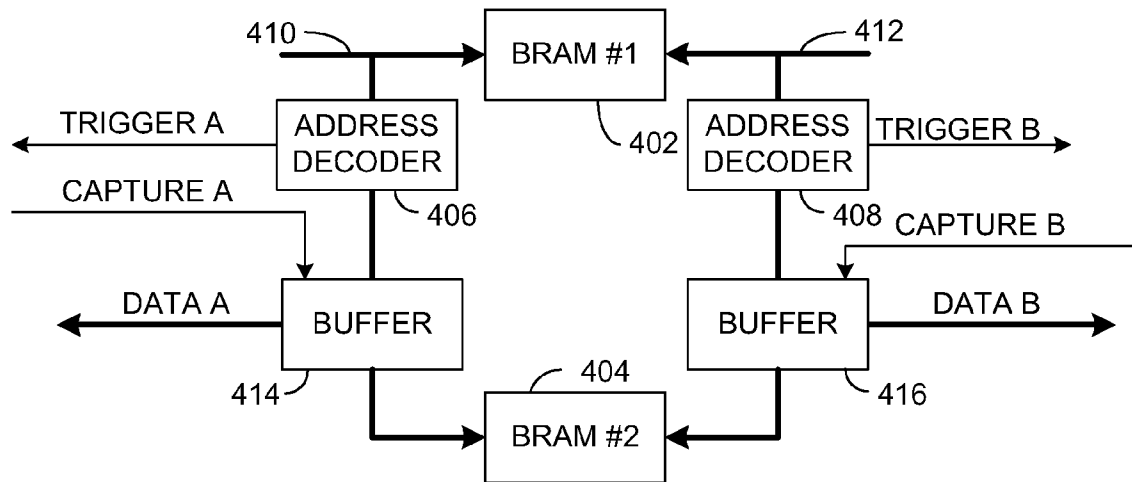 410
BRAM #1
412
TRIGGER A
ADDRESS
DECODER
402
ADDRESS
DECODER
TRIGGER B
CAPTURE A
406
408
CAPTURE B
DATA A
BUFFER
BUFFER
DATA B
414
404
416
BRAM #2